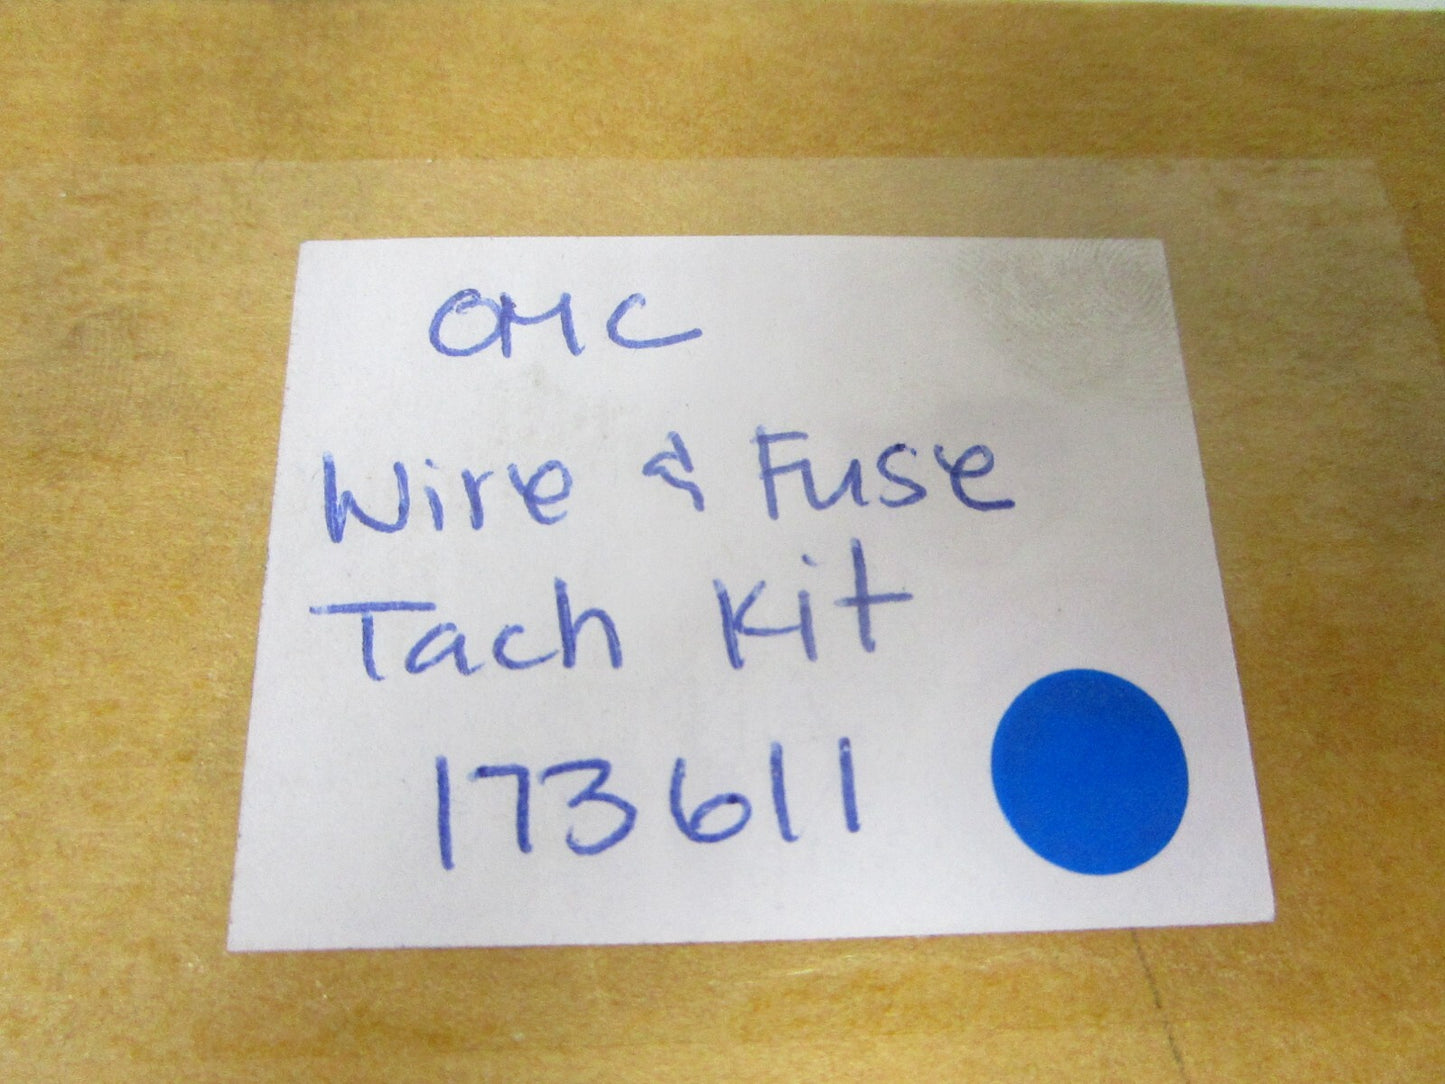 OMC
Wire & Fuse
Tach Kit
173611